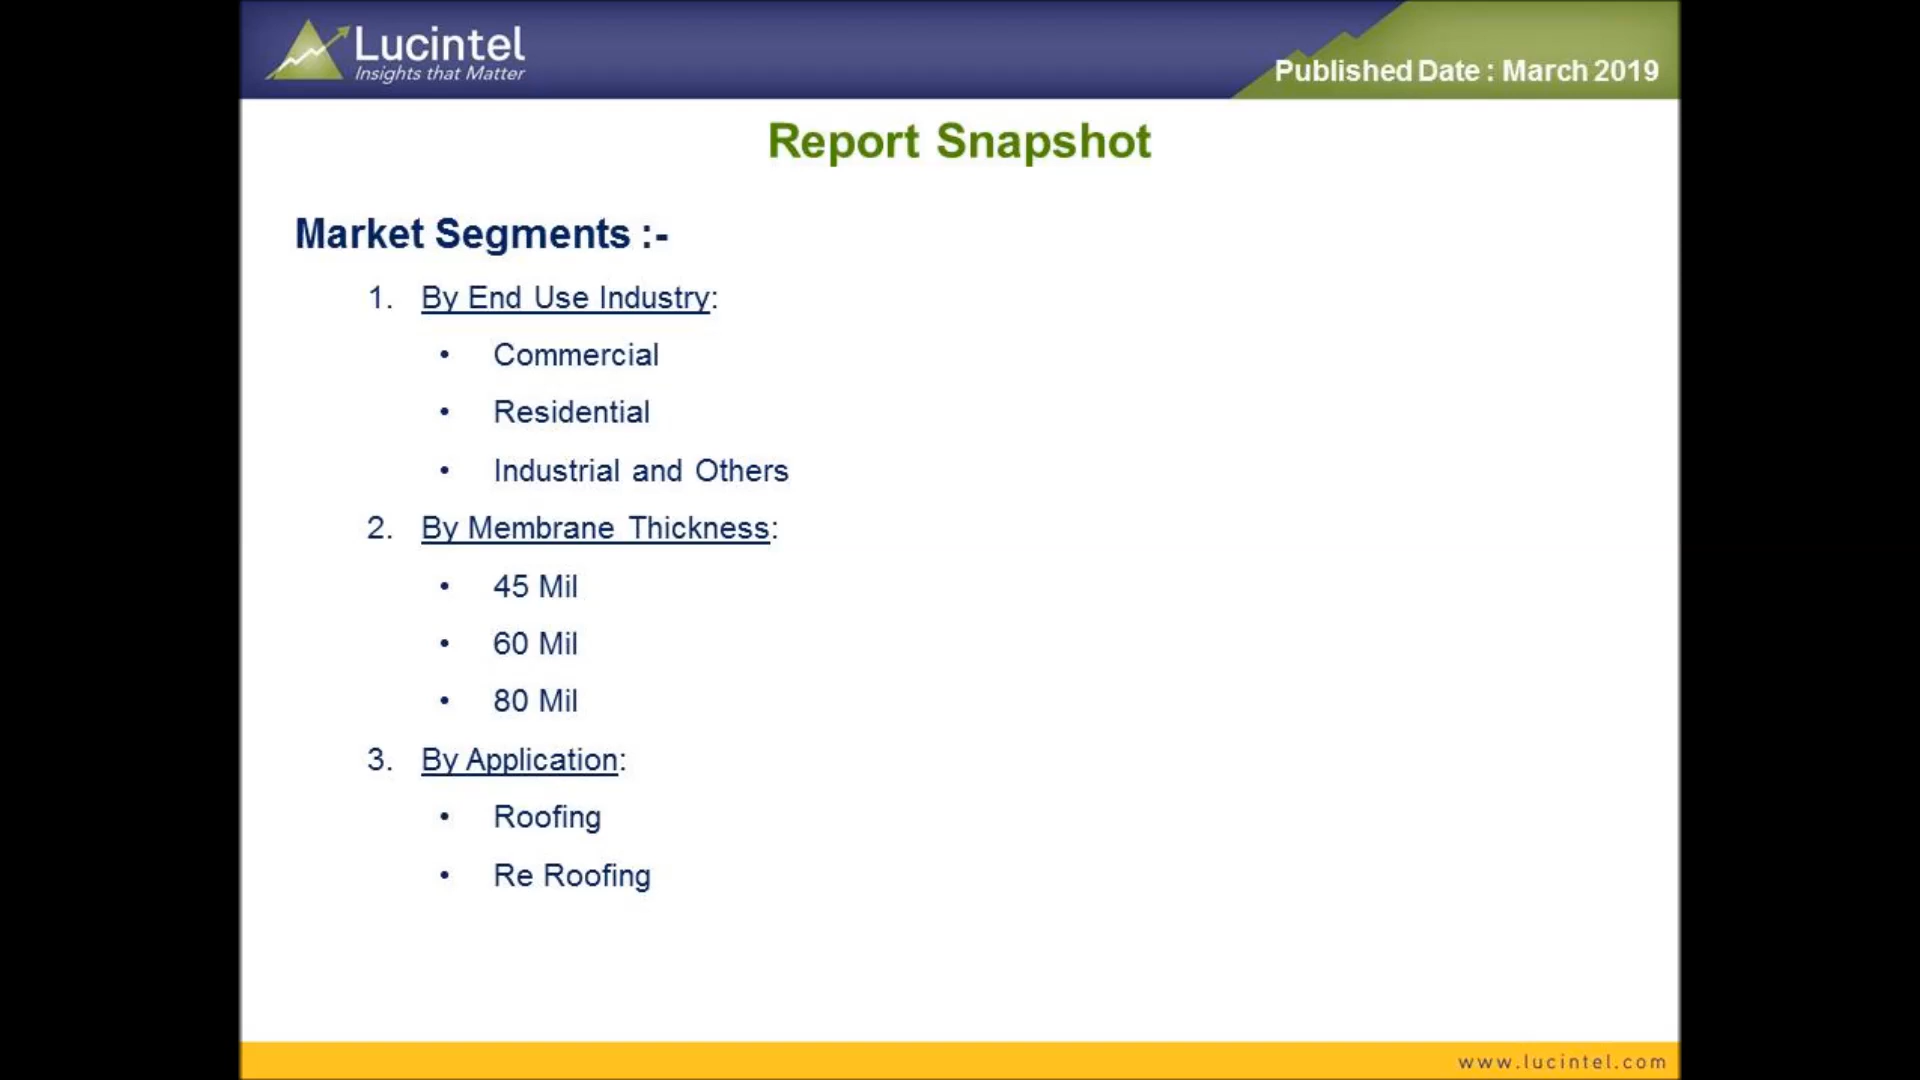 Lucintel
Insights that Matter
Published Date : March 2019
Report Snapshot
Market Segments :-
1. By End Use Industry:
• Commercial
• Residential
• Industrial and Others
2. By Membrane Thickness:
• 45 Mil
• 60 Mil
• 80 Mil
3. By Application:
• Roofing
• Re Roofing
www.lucintel.com